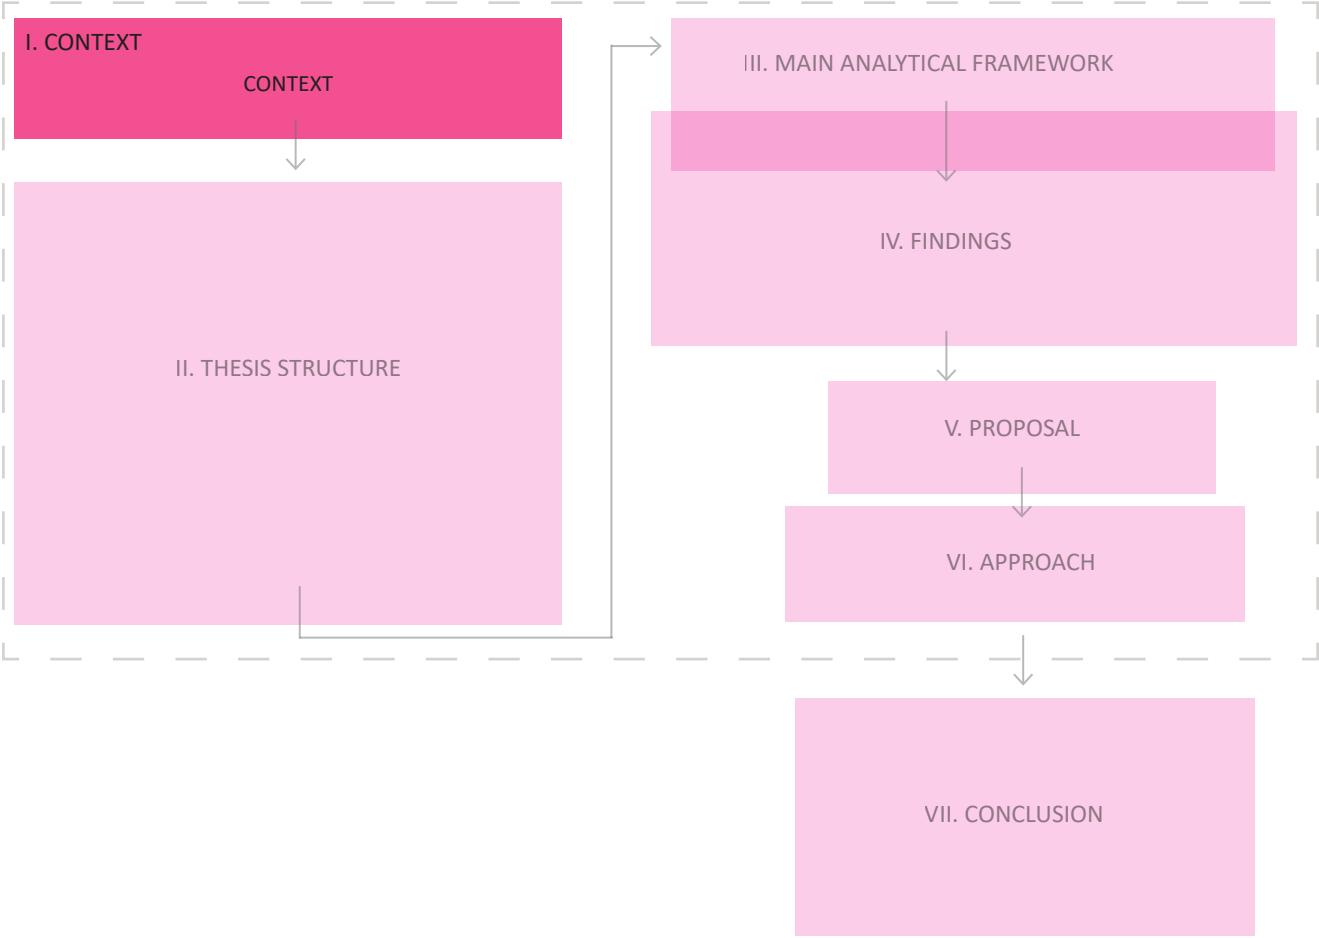 I. CONTEXT
CONTEXT
II. THESIS STRUCTURE
III. MAIN ANALYTICAL FRAMEWORK
IV. FINDINGS
V. PROPOSAL
VI. APPROACH
VII. CONCLUSION